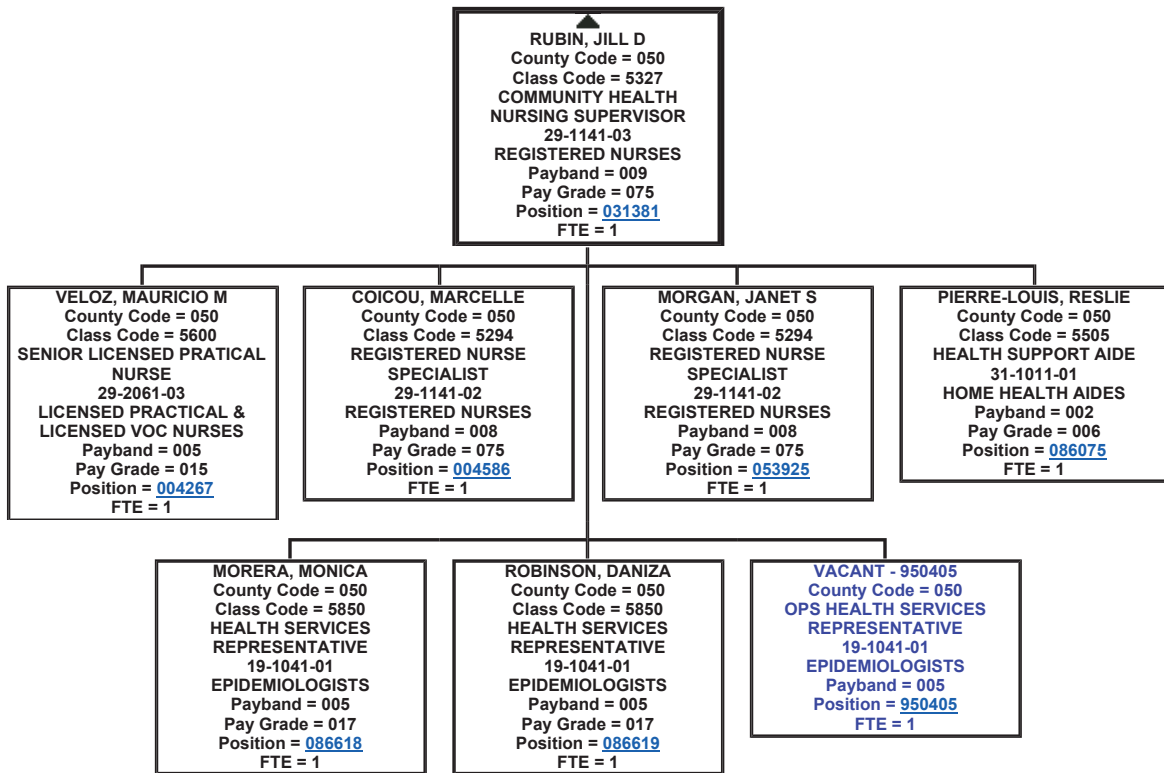 RUBIN, JILL D
County Code = 050
Class Code = 5327
COMMUNITY HEALTH
NURSING SUPERVISOR
29-1141-03
REGISTERED NURSES
Payband = 009
Pay Grade = 075
Position = 031381
FTE = 1
VELOZ, MAURICIO M
County Code = 050
Class Code = 5600
SENIOR LICENSED PRATICAL
NURSE
29-2061-03
LICENSED PRACTICAL &
LICENSED VOC NURSES
Payband = 005
Pay Grade = 015
Position = 004267
FTE = 1
COICOU, MARCELLE
County Code = 050
Class Code = 5294
REGISTERED NURSE
SPECIALIST
29-1141-02
REGISTERED NURSES
Payband = 008
Pay Grade = 075
Position = 004586
FTE = 1
MORGAN, JANET S
County Code = 050
Class Code = 5294
REGISTERED NURSE
SPECIALIST
29-1141-02
REGISTERED NURSES
Payband = 008
Pay Grade = 075
Position = 053925
FTE = 1
PIERRE-LOUIS, RESLIE
County Code = 050
Class Code = 5505
HEALTH SUPPORT AIDE
31-1011-01
HOME HEALTH AIDES
Payband = 002
Pay Grade = 006
Position = 086075
FTE = 1
MORERA, MONICA
County Code = 050
Class Code = 5850
HEALTH SERVICES
REPRESENTATIVE
19-1041-01
EPIDEMIOLOGISTS
Payband = 005
Pay Grade = 017
Position = 086618
FTE = 1
ROBINSON, DANIZA
County Code = 050
Class Code = 5850
HEALTH SERVICES
REPRESENTATIVE
19-1041-01
EPIDEMIOLOGISTS
Payband = 005
Pay Grade = 017
Position = 086619
FTE = 1
VACANT - 950405
County Code = 050
OPS HEALTH SERVICES
REPRESENTATIVE
19-1041-01
EPIDEMIOLOGISTS
Payband = 005
Position = 950405
FTE = 1